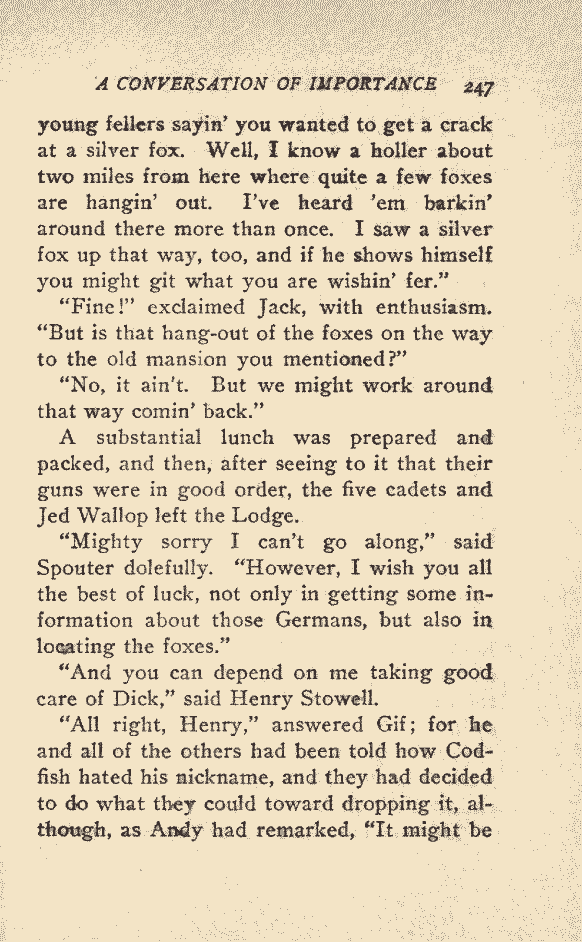 A CONVERSATION OF IMPORTANCE 247
young fellers sayin' you wanted to get a crack
at a silver fox. Well, I know a holler about
two miles from here where quite a few foxes
are hangin' out. I've heard 'em barkin'
around there more than once. I saw a silver
fox up that way, too, and if he shows himself
you might git what you are wishin' fer."
"Fine!" exclaimed Jack, with enthusiasm.
"But is that hang-out of the foxes on the way
to the old mansion you mentioned?"
"No, it ain't. But we might work around
that way comin' back."
A substantial lunch was prepared and
packed, and then, after seeing to it that their
guns were in good order, the five cadets and
Jed Wallop left the Lodge.
"Mighty sorry I can't go along," said
Spouter dolefully. "However, I wish you all
the best of luck, not only in getting some in-
formation about those Germans, but also in
locating the foxes."
"And you can depend on me taking good
care of Dick," said Henry Stowell.
"All right, Henry," answered Gif; for he
and all of the others had been told how Cod-
fish hated his nickname, and they had decided
to do what they could toward dropping it, al-
though, as Andy had remarked, "It might be